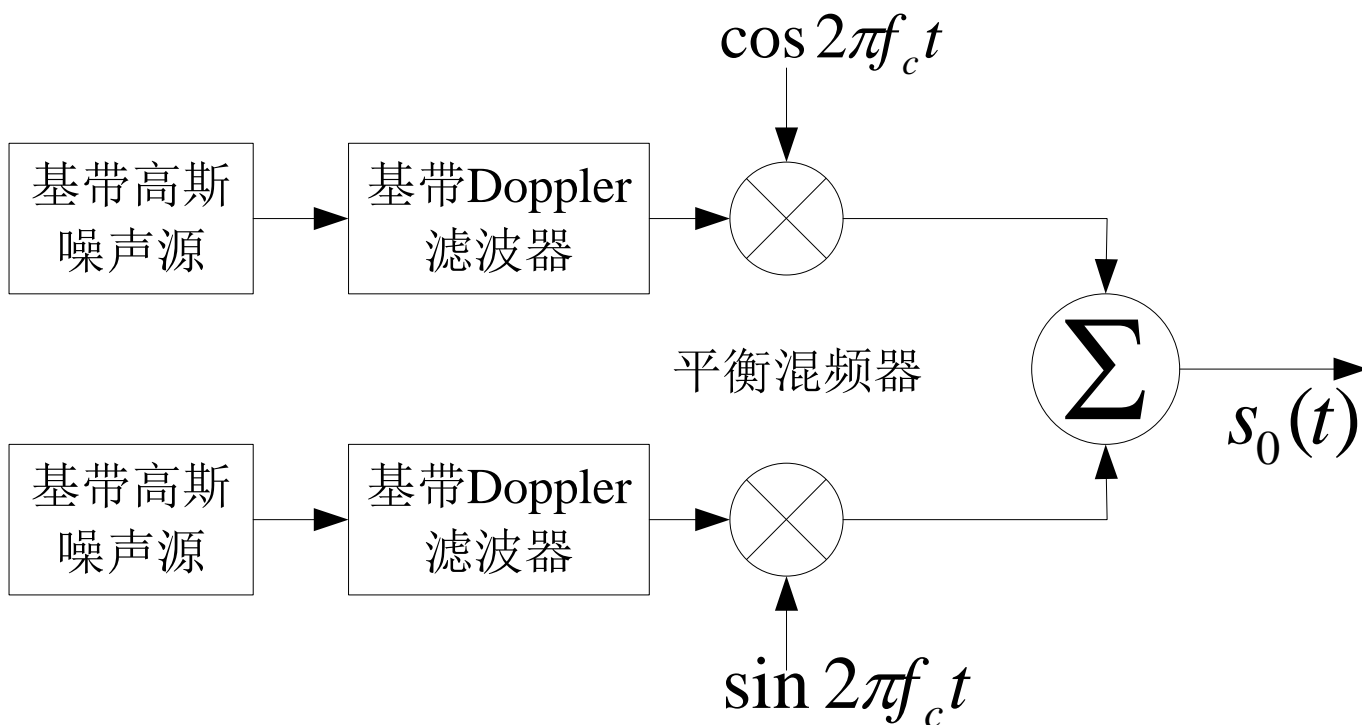 cos 2πf_c t
基带高斯
噪声源
基带Doppler
滤波器
平衡混频器
∑
s_0(t)
基带高斯
噪声源
基带Doppler
滤波器
sin 2πf_c t